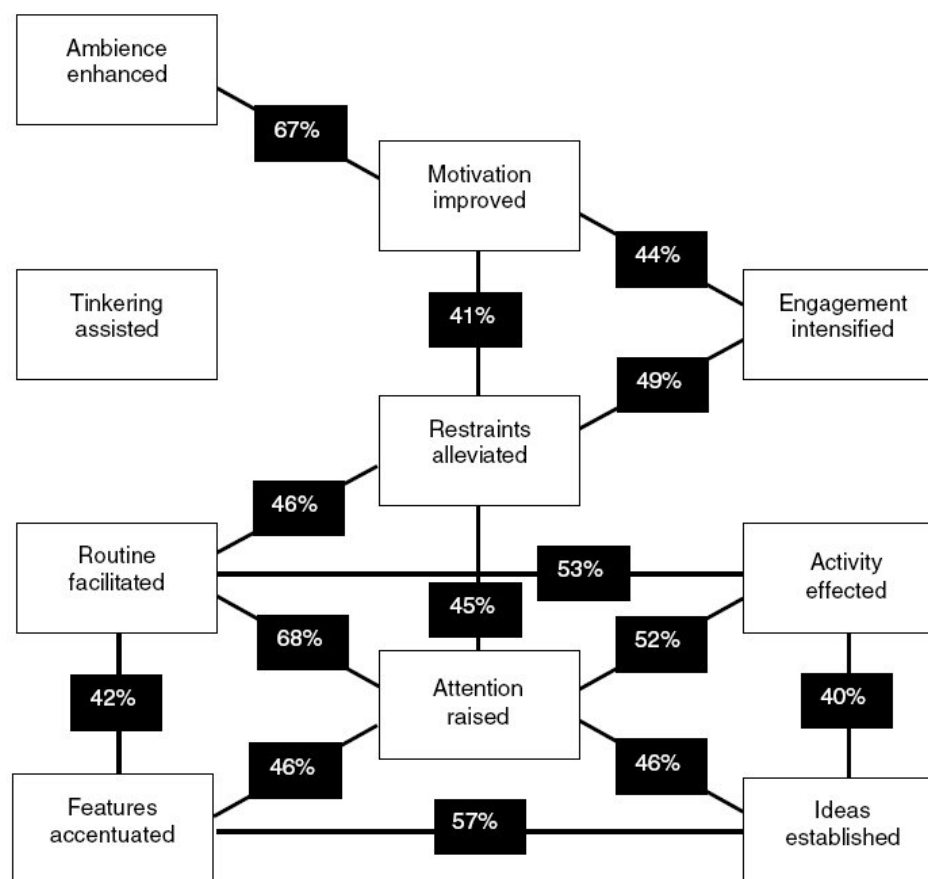 Ambience
enhanced
67%
Motivation
improved
44%
Tinkering
assisted
41%
Engagement
intensified
49%
Restraints
alleviated
46%
Routine
facilitated
53%
Activity
effected
45%
68%
52%
42%
Attention
raised
40%
46%
46%
Features
accentuated
57%
Ideas
established